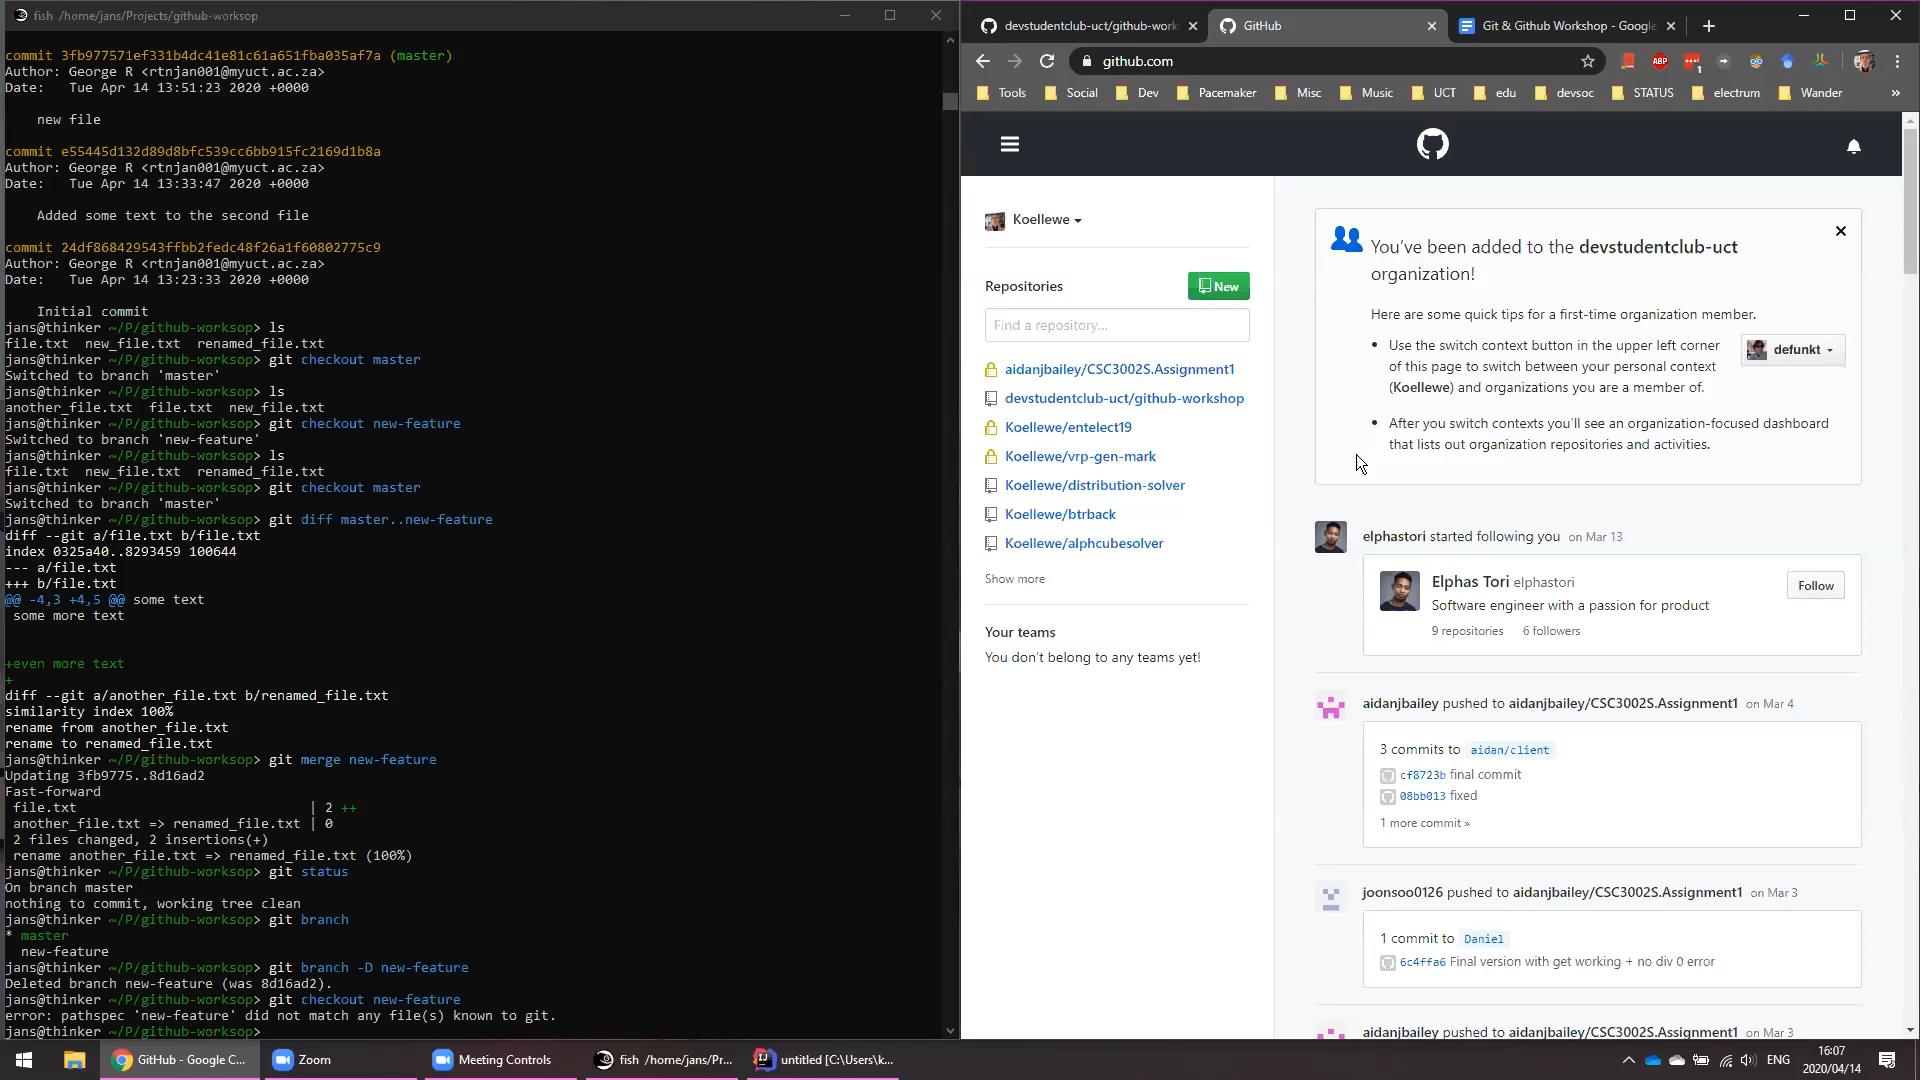 fish /home/jans/Projects/github-worksop
commit 3fb977571ef331b4dc41e81c61a651fba035af7a (master)
Author: George R <rtnjan001@myuct.ac.za>
Date:   Tue Apr 14 13:51:23 2020 +0000
new file
commit e55445d132d89d8bfc539cc6bb915fc2169d1b8a
Author: George R <rtnjan001@myuct.ac.za>
Date:   Tue Apr 14 13:33:47 2020 +0000
Added some text to the second file
commit 24df868429543ffbb2fedc48f26a1f60802775c9
Author: George R <rtnjan001@myuct.ac.za>
Date:   Tue Apr 14 13:23:33 2020 +0000
Initial commit
jans@thinker ~/P/github-worksop> ls
file.txt  new_file.txt  renamed_file.txt
jans@thinker ~/P/github-worksop> git checkout master
Switched to branch 'master'
jans@thinker ~/P/github-worksop> ls
another_file.txt  file.txt  new_file.txt
jans@thinker ~/P/github-worksop> git checkout new-feature
Switched to branch 'new-feature'
jans@thinker ~/P/github-worksop> ls
file.txt  new_file.txt  renamed_file.txt
jans@thinker ~/P/github-worksop> git checkout master
Switched to branch 'master'
jans@thinker ~/P/github-worksop> git diff master..new-feature
diff --git a/file.txt b/file.txt
index 0325a40..8293459 100644
--- a/file.txt
+++ b/file.txt
@@ -4,3 +4,5 @@ some text
some more text
+even more text
+
diff --git a/another_file.txt b/renamed_file.txt
similarity index 100%
rename from another_file.txt
rename to renamed_file.txt
jans@thinker ~/P/github-worksop> git merge new-feature
Updating 3fb9775..8d16ad2
Fast-forward
file.txt | 2 ++
another_file.txt => renamed_file.txt | 0
2 files changed, 2 insertions(+)
rename another_file.txt => renamed_file.txt (100%)
jans@thinker ~/P/github-worksop> git status
On branch master
nothing to commit, working tree clean
jans@thinker ~/P/github-worksop> git branch
* master
new-feature
jans@thinker ~/P/github-worksop> git branch -D new-feature
Deleted branch new-feature (was 8d16ad2).
jans@thinker ~/P/github-worksop> git checkout new-feature
error: pathspec 'new-feature' did not match any file(s) known to git.
jans@thinker ~/P/github-worksop>
devstudentclub-uct/github-work
GitHub
Git & Github Workshop - Google
github.com
ABP
1
Tools
Social
Dev
Pacemaker
Misc
Music
UCT
edu
devsoc
STATUS
electrum
Wander
»
Koellewe
Repositories
New
Find a repository...
aidanjbailey/CSC3002S.Assignment1
devstudentclub-uct/github-workshop
Koellewe/entelect19
Koellewe/vrp-gen-mark
Koellewe/distribution-solver
Koellewe/btrback
Koellewe/alphcubesolver
Show more
Your teams
You don't belong to any teams yet!
You've been added to the devstudentclub-uct
organization!
Here are some quick tips for a first-time organization member.
• Use the switch context button in the upper left corner
of this page to switch between your personal context
(Koellewe) and organizations you are a member of.
defunkt
• After you switch contexts you'll see an organization-focused dashboard
that lists out organization repositories and activities.
elphastori started following you on Mar 13
Elphas Tori elphastori
Follow
Software engineer with a passion for product
9 repositories 6 followers
aidanjbailey pushed to aidanjbailey/CSC3002S.Assignment1 on Mar 4
3 commits to aidan/client
cf8723b final commit
08bb013 fixed
1 more commit »
joonsoo0126 pushed to aidanjbailey/CSC3002S.Assignment1 on Mar 3
1 commit to Daniel
6c4ffa6 Final version with get working + no div 0 error
aidanjbailey pushed to aidanjbailey/CSC3002S.Assignment1 on Mar 3
GitHub - Google C...
Zoom
Meeting Controls
fish /home/jans/Pr...
untitled [C:\Users\k...
ENG
16:07
2020/04/14